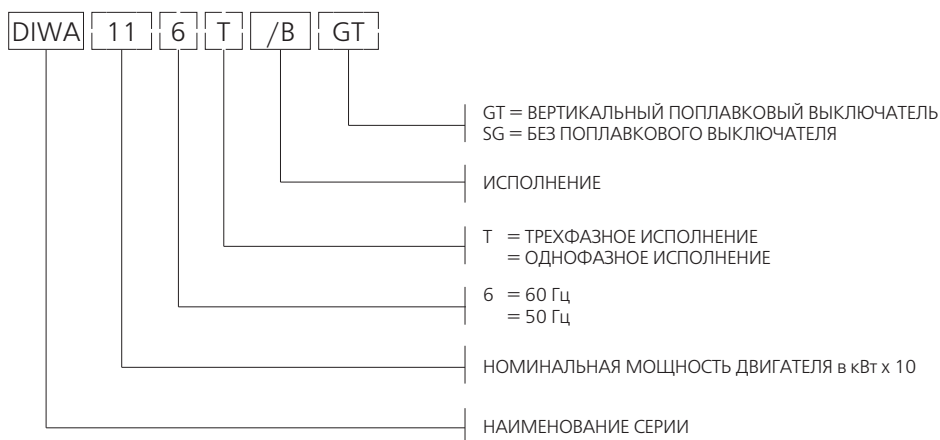 DIWA 11 6 T /B GT
GT = ВЕРТИКАЛЬНЫЙ ПОПЛАВКОВЫЙ ВЫКЛЮЧАТЕЛЬ
SG = БЕЗ ПОПЛАВКОВОГО ВЫКЛЮЧАТЕЛЯ
ИСПОЛНЕНИЕ
T = ТРЕХФАЗНОЕ ИСПОЛНЕНИЕ
= ОДНОФАЗНОЕ ИСПОЛНЕНИЕ
6 = 60 Гц
= 50 Гц
НОМИНАЛЬНАЯ МОЩНОСТЬ ДВИГАТЕЛЯ в кВт x 10
НАИМЕНОВАНИЕ СЕРИИ